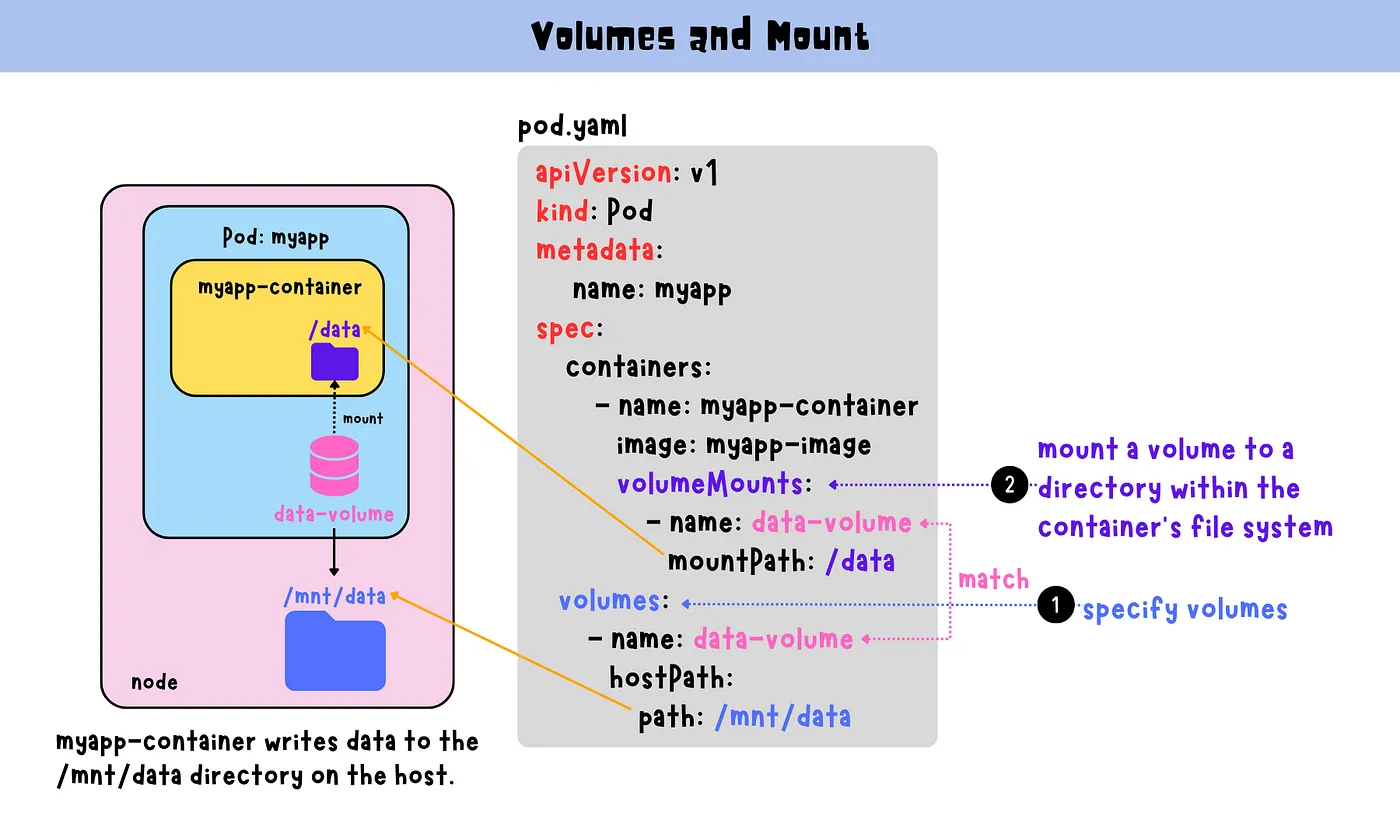 Volumes and Mount
pod.yaml
apiVersion: v1
kind: Pod
metadata:
name: myapp
spec:
containers:
- name: myapp-container
image: myapp-image
volumeMounts:
- name: data-volume
mountPath: /data
volumes:
- name: data-volume
hostPath:
path: /mnt/data
Pod: myapp
myapp-container
/data
mount
data-volume
/mnt/data
node
myapp-container writes data to the
/mnt/data directory on the host.
2
mount a volume to a
directory within the
container's file system
match
1
specify volumes